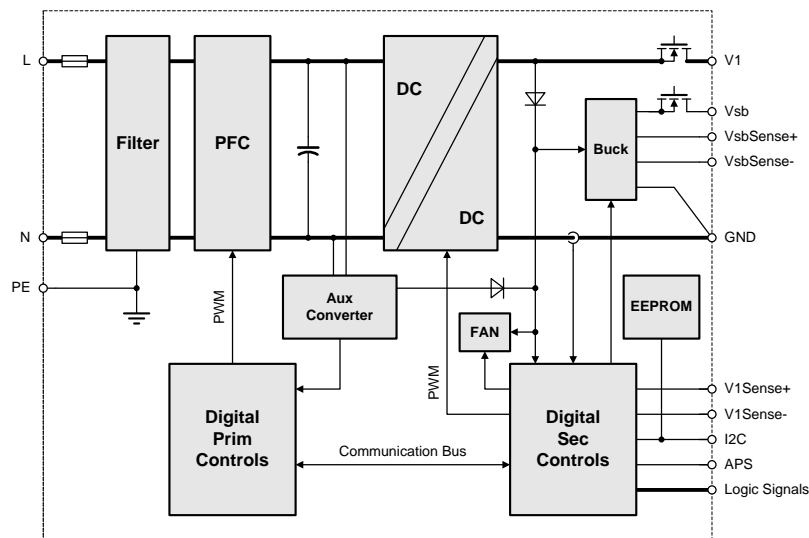 L
V1
DC
Vsb
Filter
PFC
Buck
VsbSense+
VsbSense-
DC
N
GND
PE
PWM
Aux
Converter
EEPROM
FAN
PWM
Digital
Prim
Controls
Digital
Sec
Controls
Communication Bus
V1Sense+
V1Sense-
I2C
APS
Logic Signals